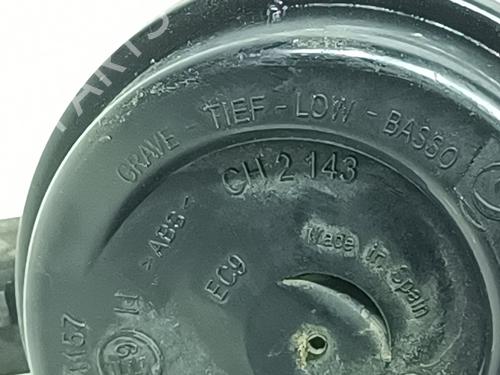 GRAVE - TIEF - LOW - BASSO
CH 2 143
>ABS<
EC9
Made in Spain